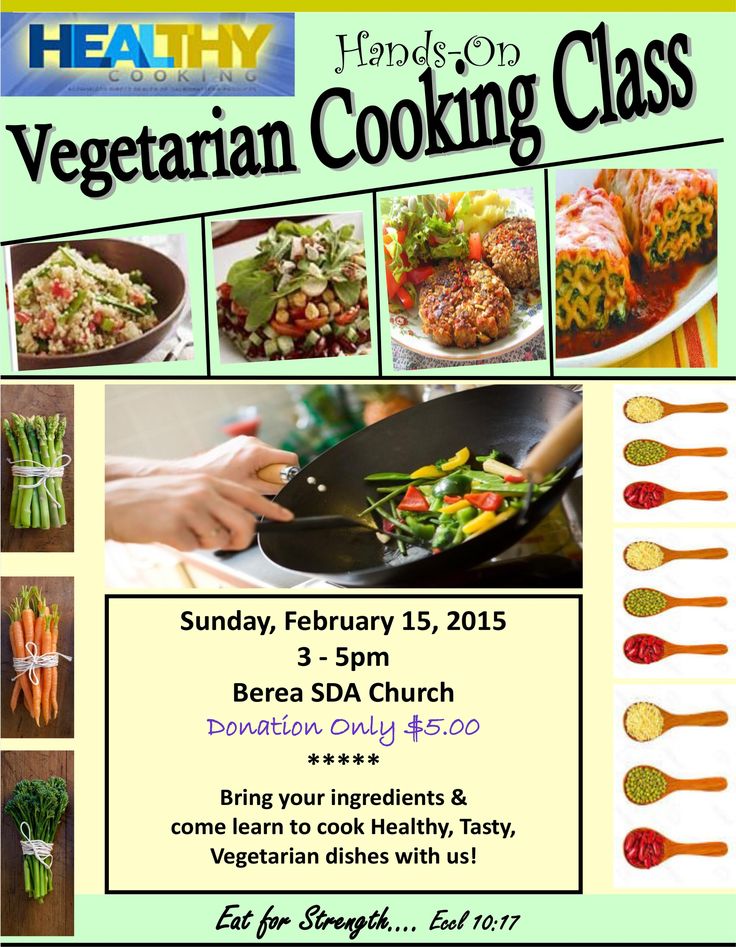 HEALTHY
COOKING
Hands-On
Vegetarian Cooking Class
Sunday, February 15, 2015
3 - 5pm
Berea SDA Church
Donation Only $5.00
*****
Bring your ingredients &
come learn to cook Healthy, Tasty,
Vegetarian dishes with us!
Eat for Strength.... Eccl 10:17